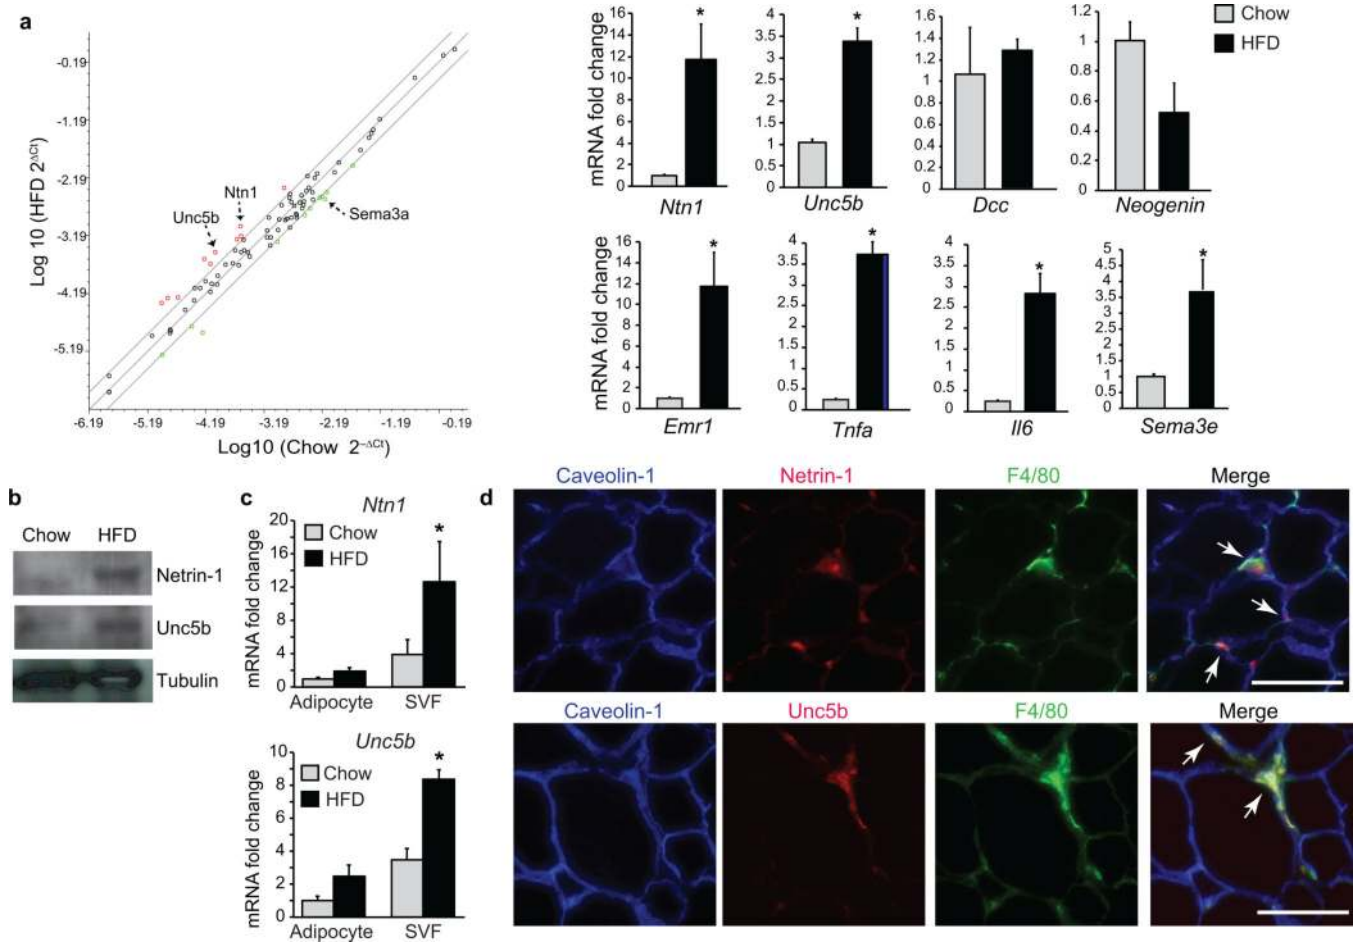 a
Log 10 (HFD 2ΔCt)
-0.19
-1.19
-2.19
-3.19
-4.19
-5.19
Unc5b
Ntn1
Sema3a
-6.19 -5.19 -4.19 -3.19 -2.19 -1.19 -0.19
Log10 (Chow 2−ΔCt)
mRNA fold change
16
14
12
10
8
6
4
2
0
*
Ntn1
4
3.5
3
2.5
2
1.5
1
0.5
0
*
Unc5b
1.6
1.4
1.2
1
0.8
0.6
0.4
0.2
0
Dcc
1.2
1
0.8
0.6
0.4
0.2
0
Neogenin
Chow
HFD
mRNA fold change
16
14
12
10
8
6
4
2
0
*
Emr1
4
3.5
3
2.5
2
1.5
1
0.5
0
*
Tnfa
4
3.5
3
2.5
2
1.5
1
0.5
0
*
Il6
5
4.5
4
3.5
3
2.5
2
1.5
1
0.5
0
*
Sema3e
b
Chow HFD
Netrin-1
Unc5b
Tubulin
c
Ntn1
mRNA fold change
20
16
12
8
4
0
Chow
HFD
*
Adipocyte SVF
Unc5b
mRNA fold change
10
8
6
4
2
0
Chow
HFD
*
Adipocyte SVF
d
Caveolin-1 Netrin-1 F4/80 Merge
Caveolin-1 Unc5b F4/80 Merge